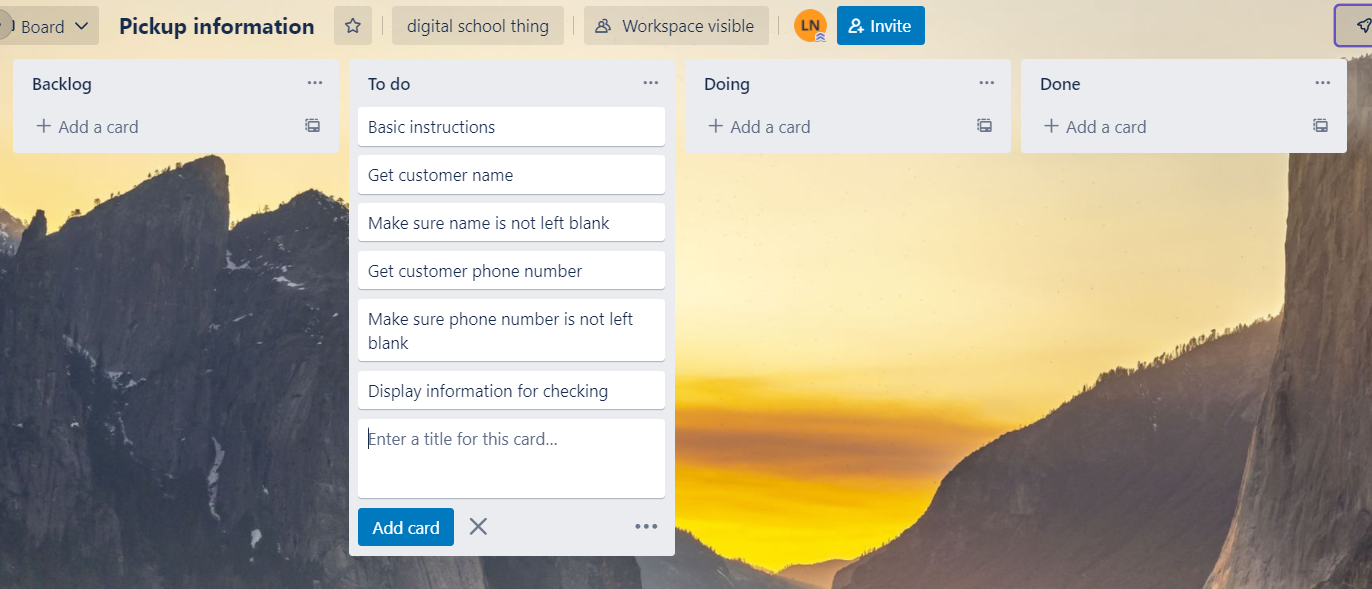 Board
Pickup information
digital school thing
Workspace visible
LN
Invite
Backlog
Add a card
To do
Basic instructions
Get customer name
Make sure name is not left blank
Get customer phone number
Make sure phone number is not left
blank
Display information for checking
Enter a title for this card...
Add card
Doing
Add a card
Done
Add a card